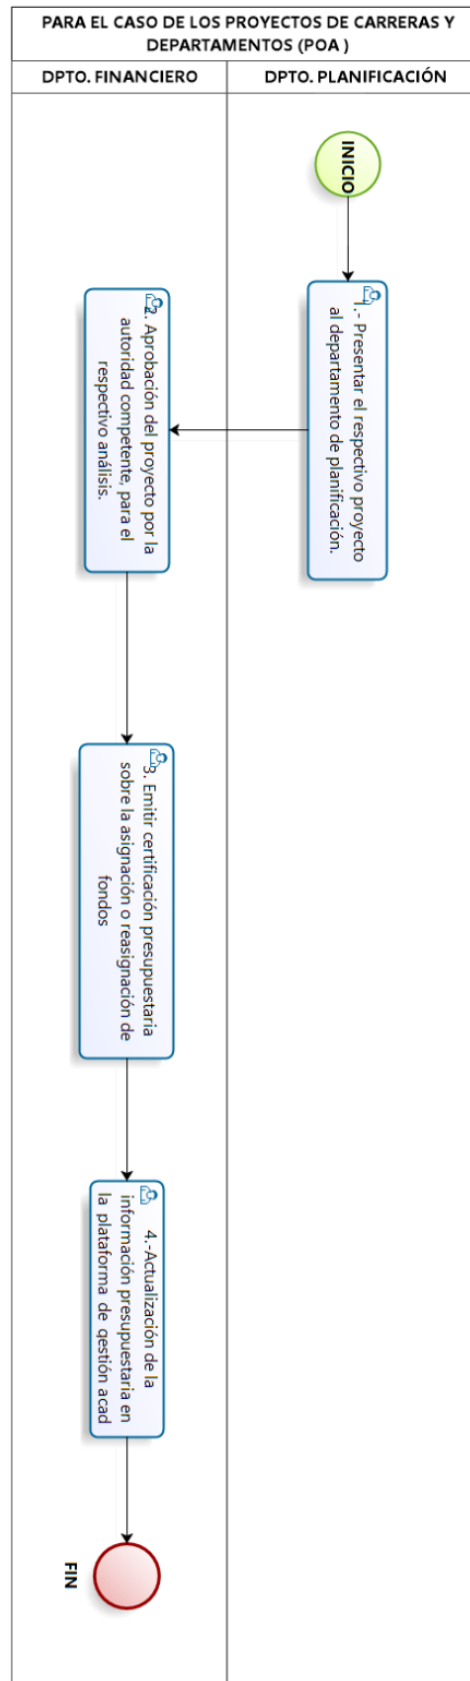 PARA EL CASO DE LOS PROYECTOS DE CARRERAS Y
DEPARTAMENTOS (POA )
DPTO. FINANCIERO
DPTO. PLANIFICACIÓN
INICIO
1.- Presentar el respectivo proyecto
al departamento de planificación.
2. Aprobación del proyecto por la
autoridad competente, para el
respectivo análisis.
3. Emitir certificación presupuestaria
sobre la asignación o reasignación de
fondos
4.-Actualización de la
información presupuestaria en
la plataforma de gestión acad
FIN